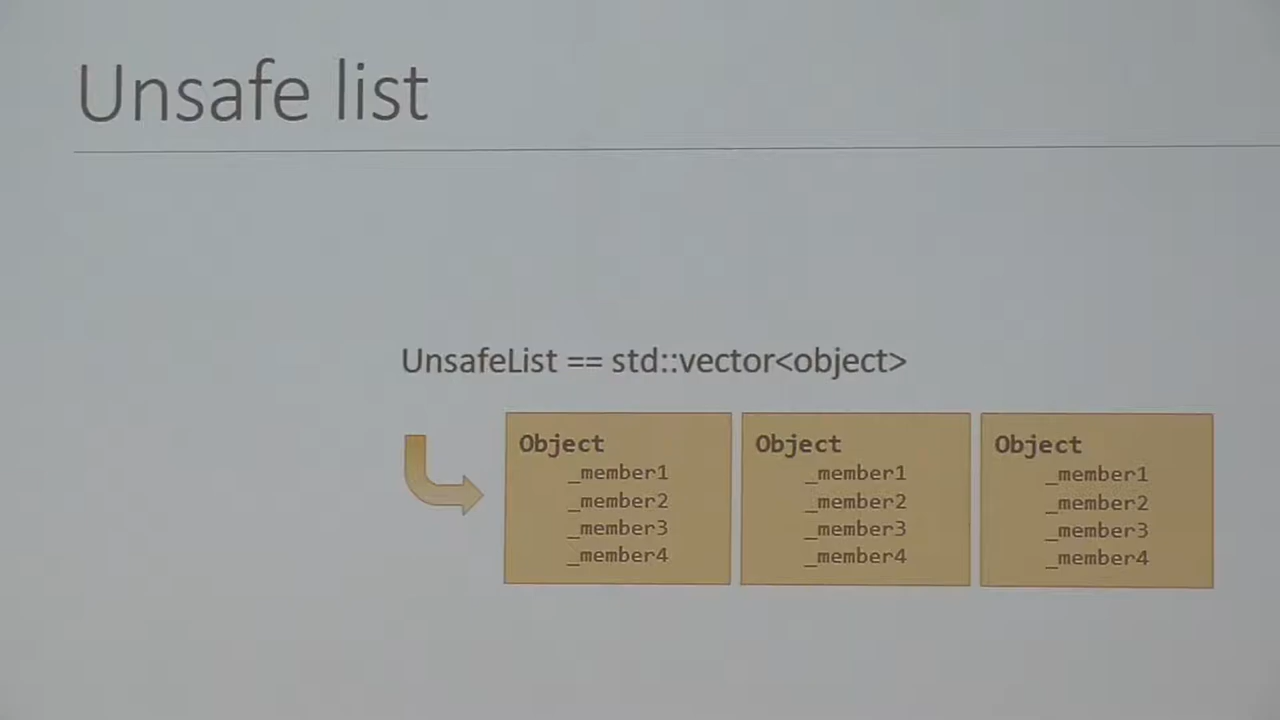 Unsafe list
UnsafeList == std::vector<object>
Object
_member1
_member2
_member3
_member4
Object
_member1
_member2
_member3
_member4
Object
_member1
_member2
_member3
_member4